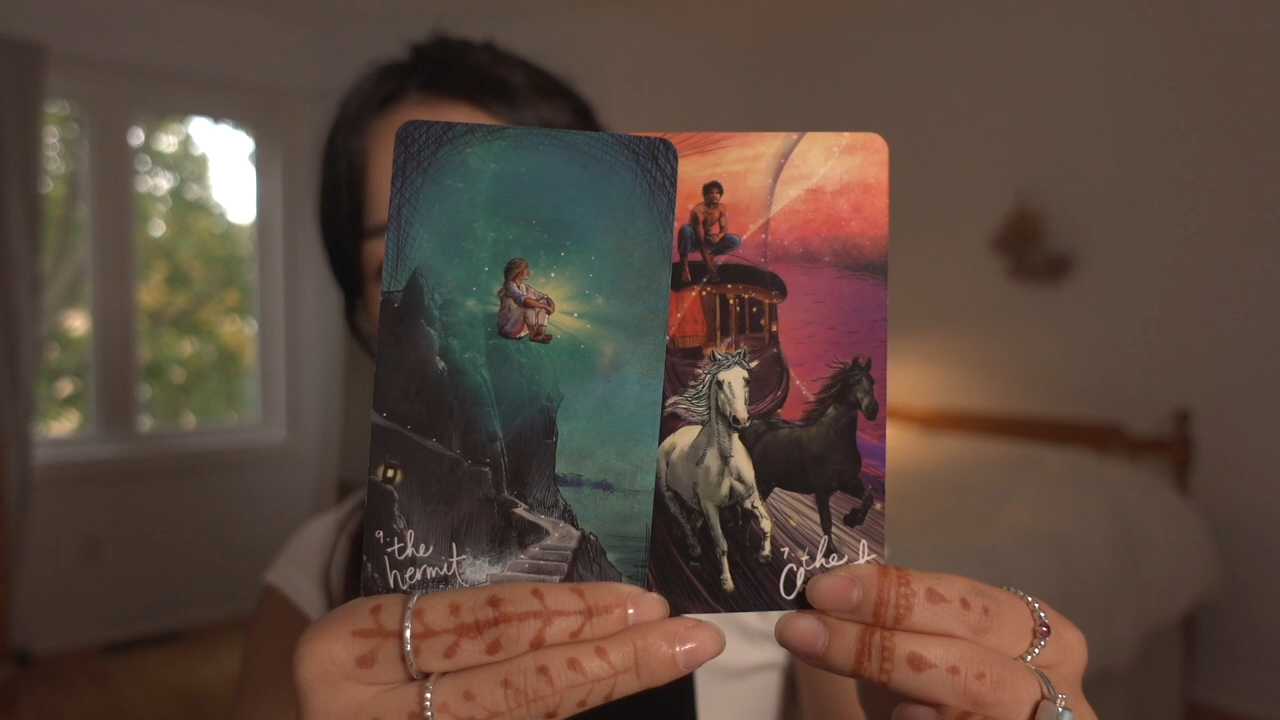 9.
the
hermit
7.
the